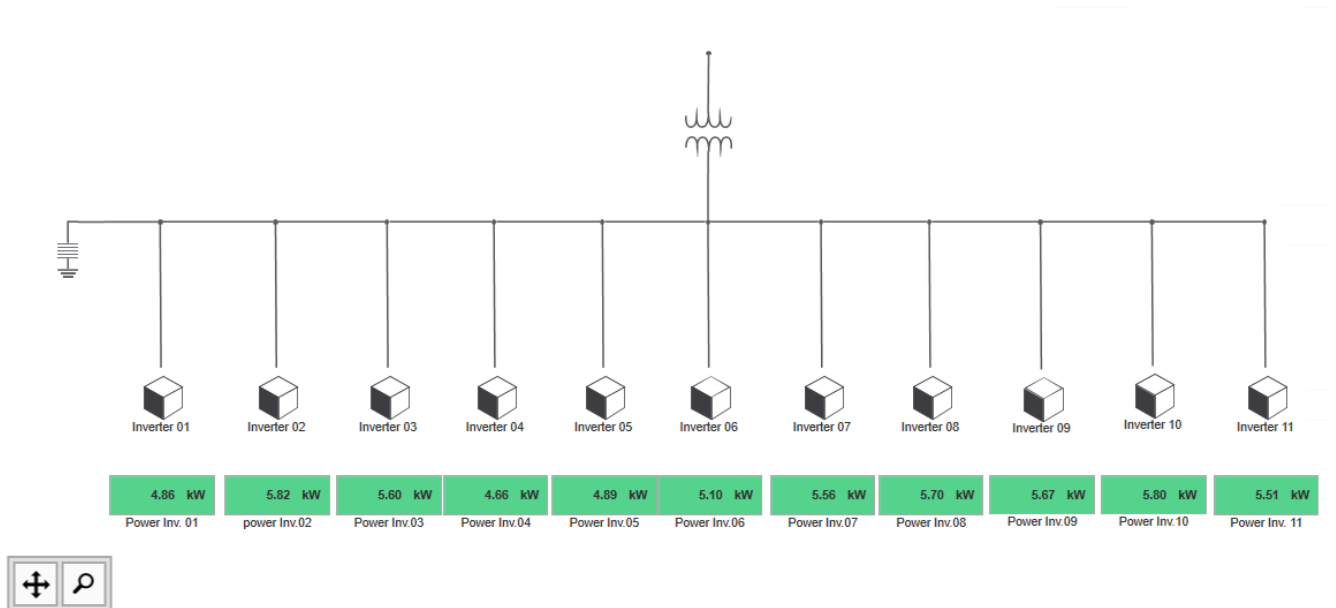 Inverter 01 Inverter 02 Inverter 03 Inverter 04 Inverter 05 Inverter 06 Inverter 07 Inverter 08 Inverter 09 Inverter 10 Inverter 11
4.86 kW 5.82 kW 5.60 kW 4.66 kW 4.89 kW 5.10 kW 5.56 kW 5.70 kW 5.67 kW 5.80 kW 5.51 kW
Power Inv. 01 power Inv.02 Power Inv.03 Power Inv.04 Power Inv.05 Power Inv.06 Power Inv.07 Power Inv.08 Power Inv.09 Power Inv.10 Power Inv. 11